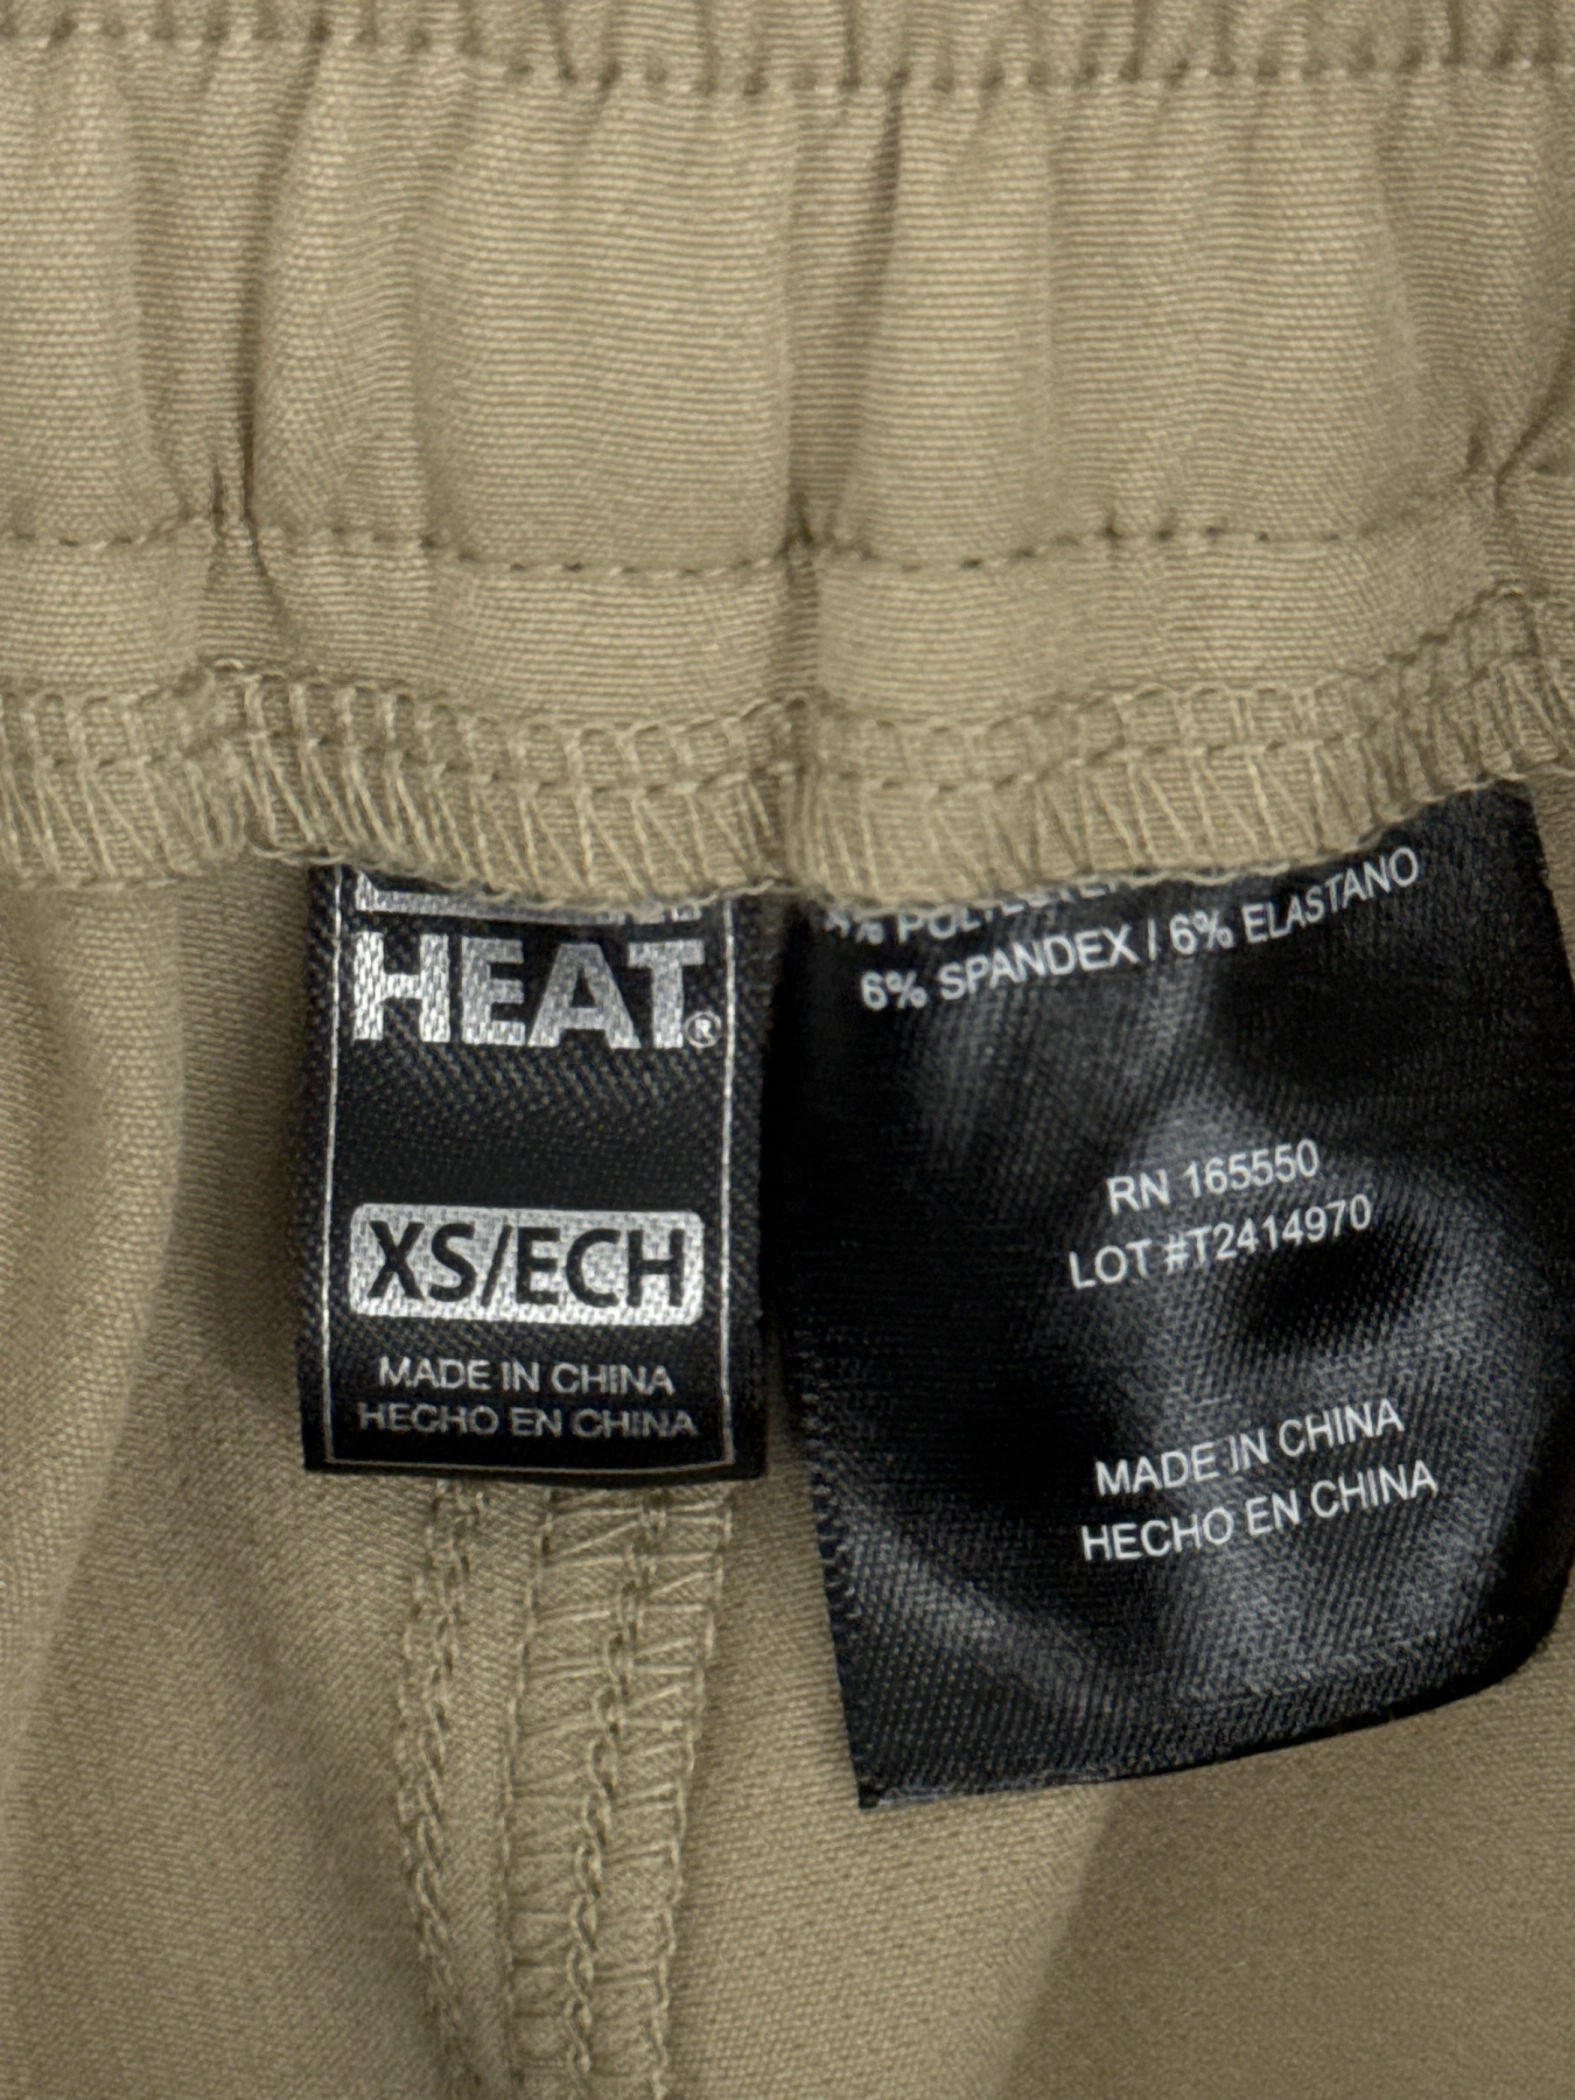 HEAT®
XS/ECH
MADE IN CHINA
HECHO EN CHINA
6% SPANDEX / 6% ELASTANO
RN 165550
LOT #T2414970
MADE IN CHINA
HECHO EN CHINA